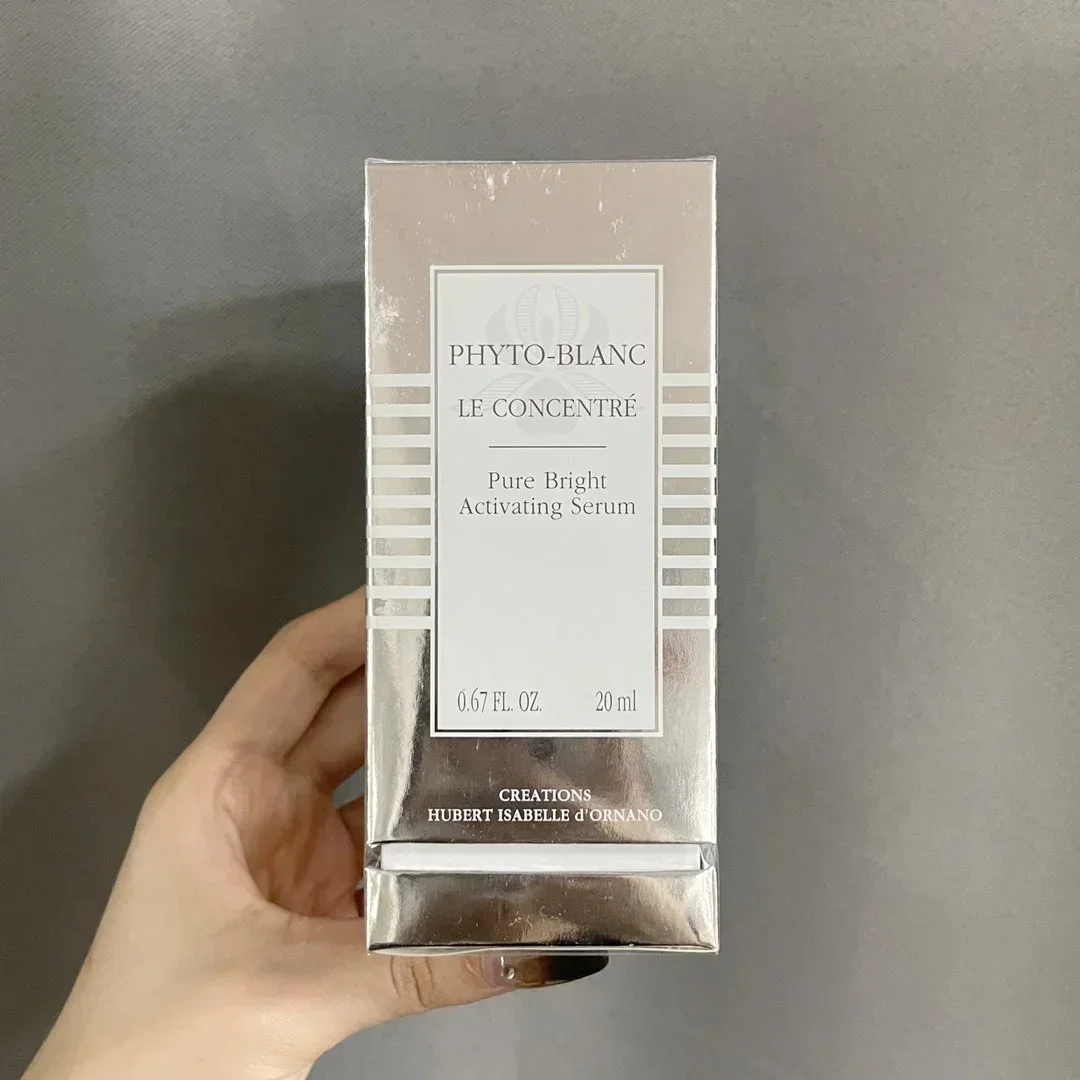 PHYTO-BLANC
LE CONCENTRÉ
Pure Bright
Activating Serum
0.67 FL. OZ. 20 ml
CREATIONS
HUBERT ISABELLE d'ORNANO